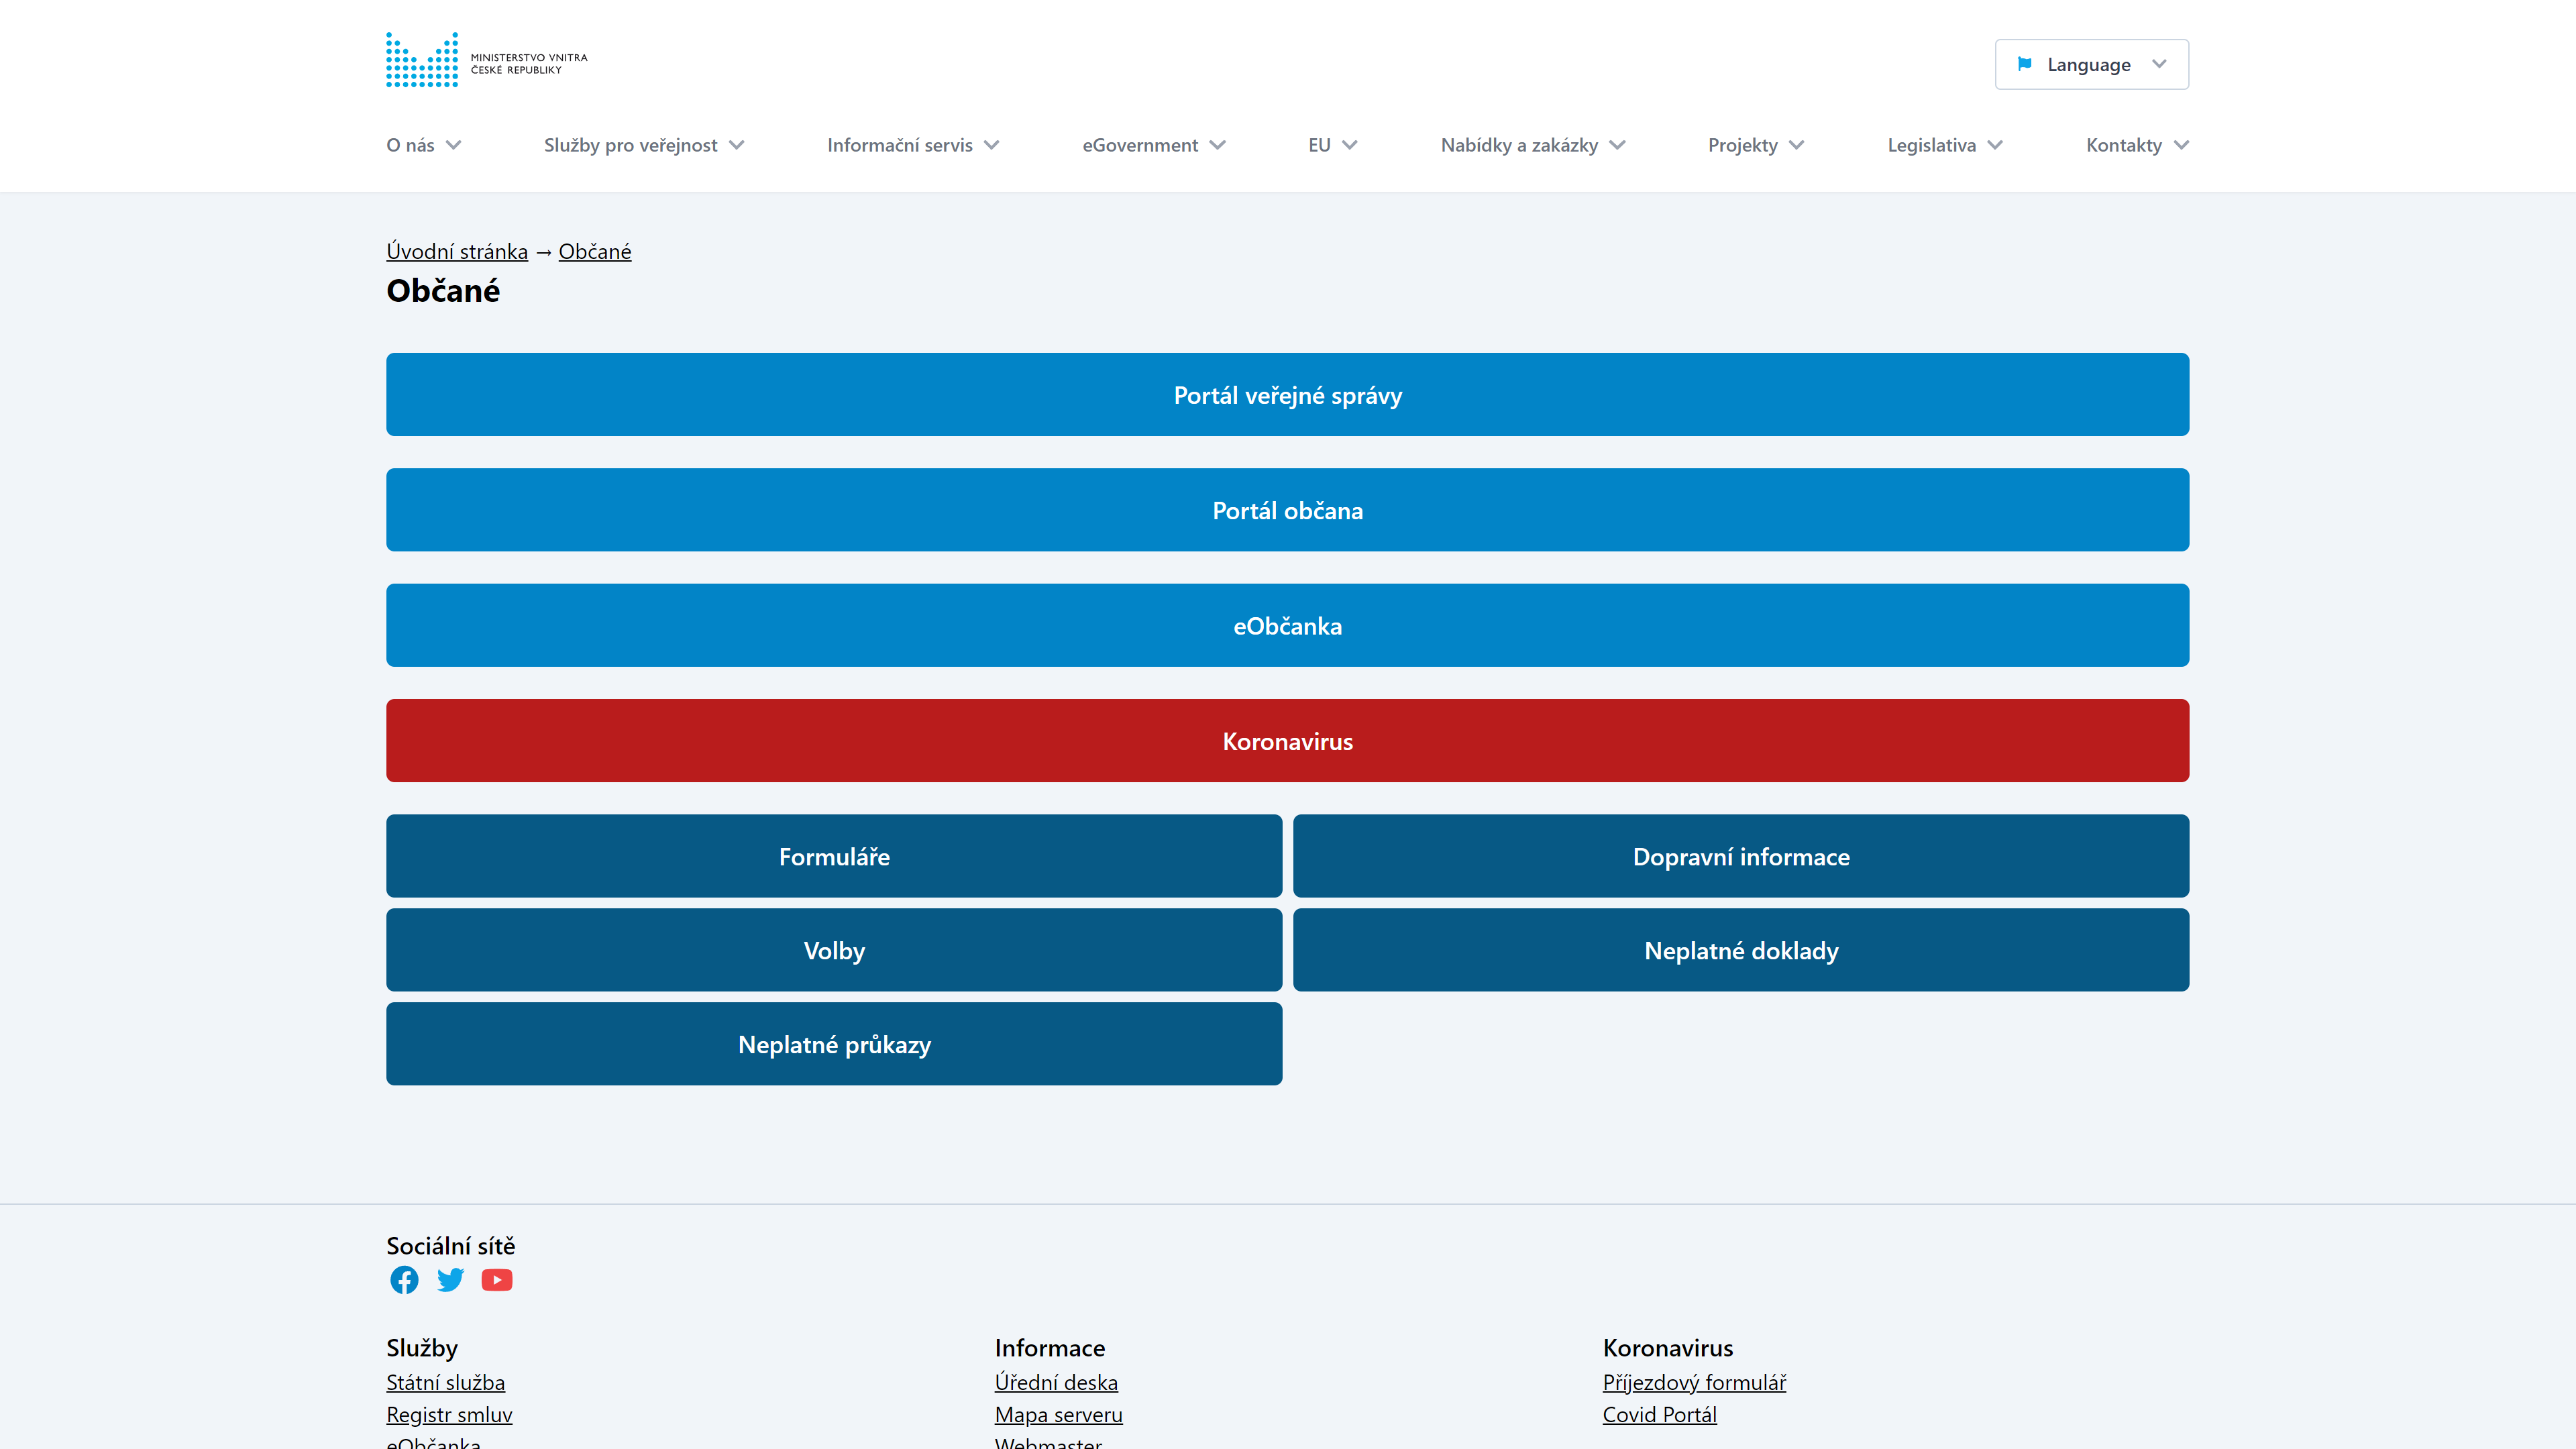 MINISTERSTVO VNITRA
ČESKÉ REPUBLIKY
Language
O nás
Služby pro veřejnost
Informační servis
eGovernment
EU
Nabídky a zakázky
Projekty
Legislativa
Kontakty
Úvodní stránka → Občané
Občané
Portál veřejné správy
Portál občana
eObčanka
Koronavirus
Formuláře
Dopravní informace
Volby
Neplatné doklady
Neplatné průkazy
Sociální sítě
Služby
Státní služba
Registr smluv
eObčanka
Informace
Úřední deska
Mapa serveru
Webmaster
Koronavirus
Příjezdový formulář
Covid Portál